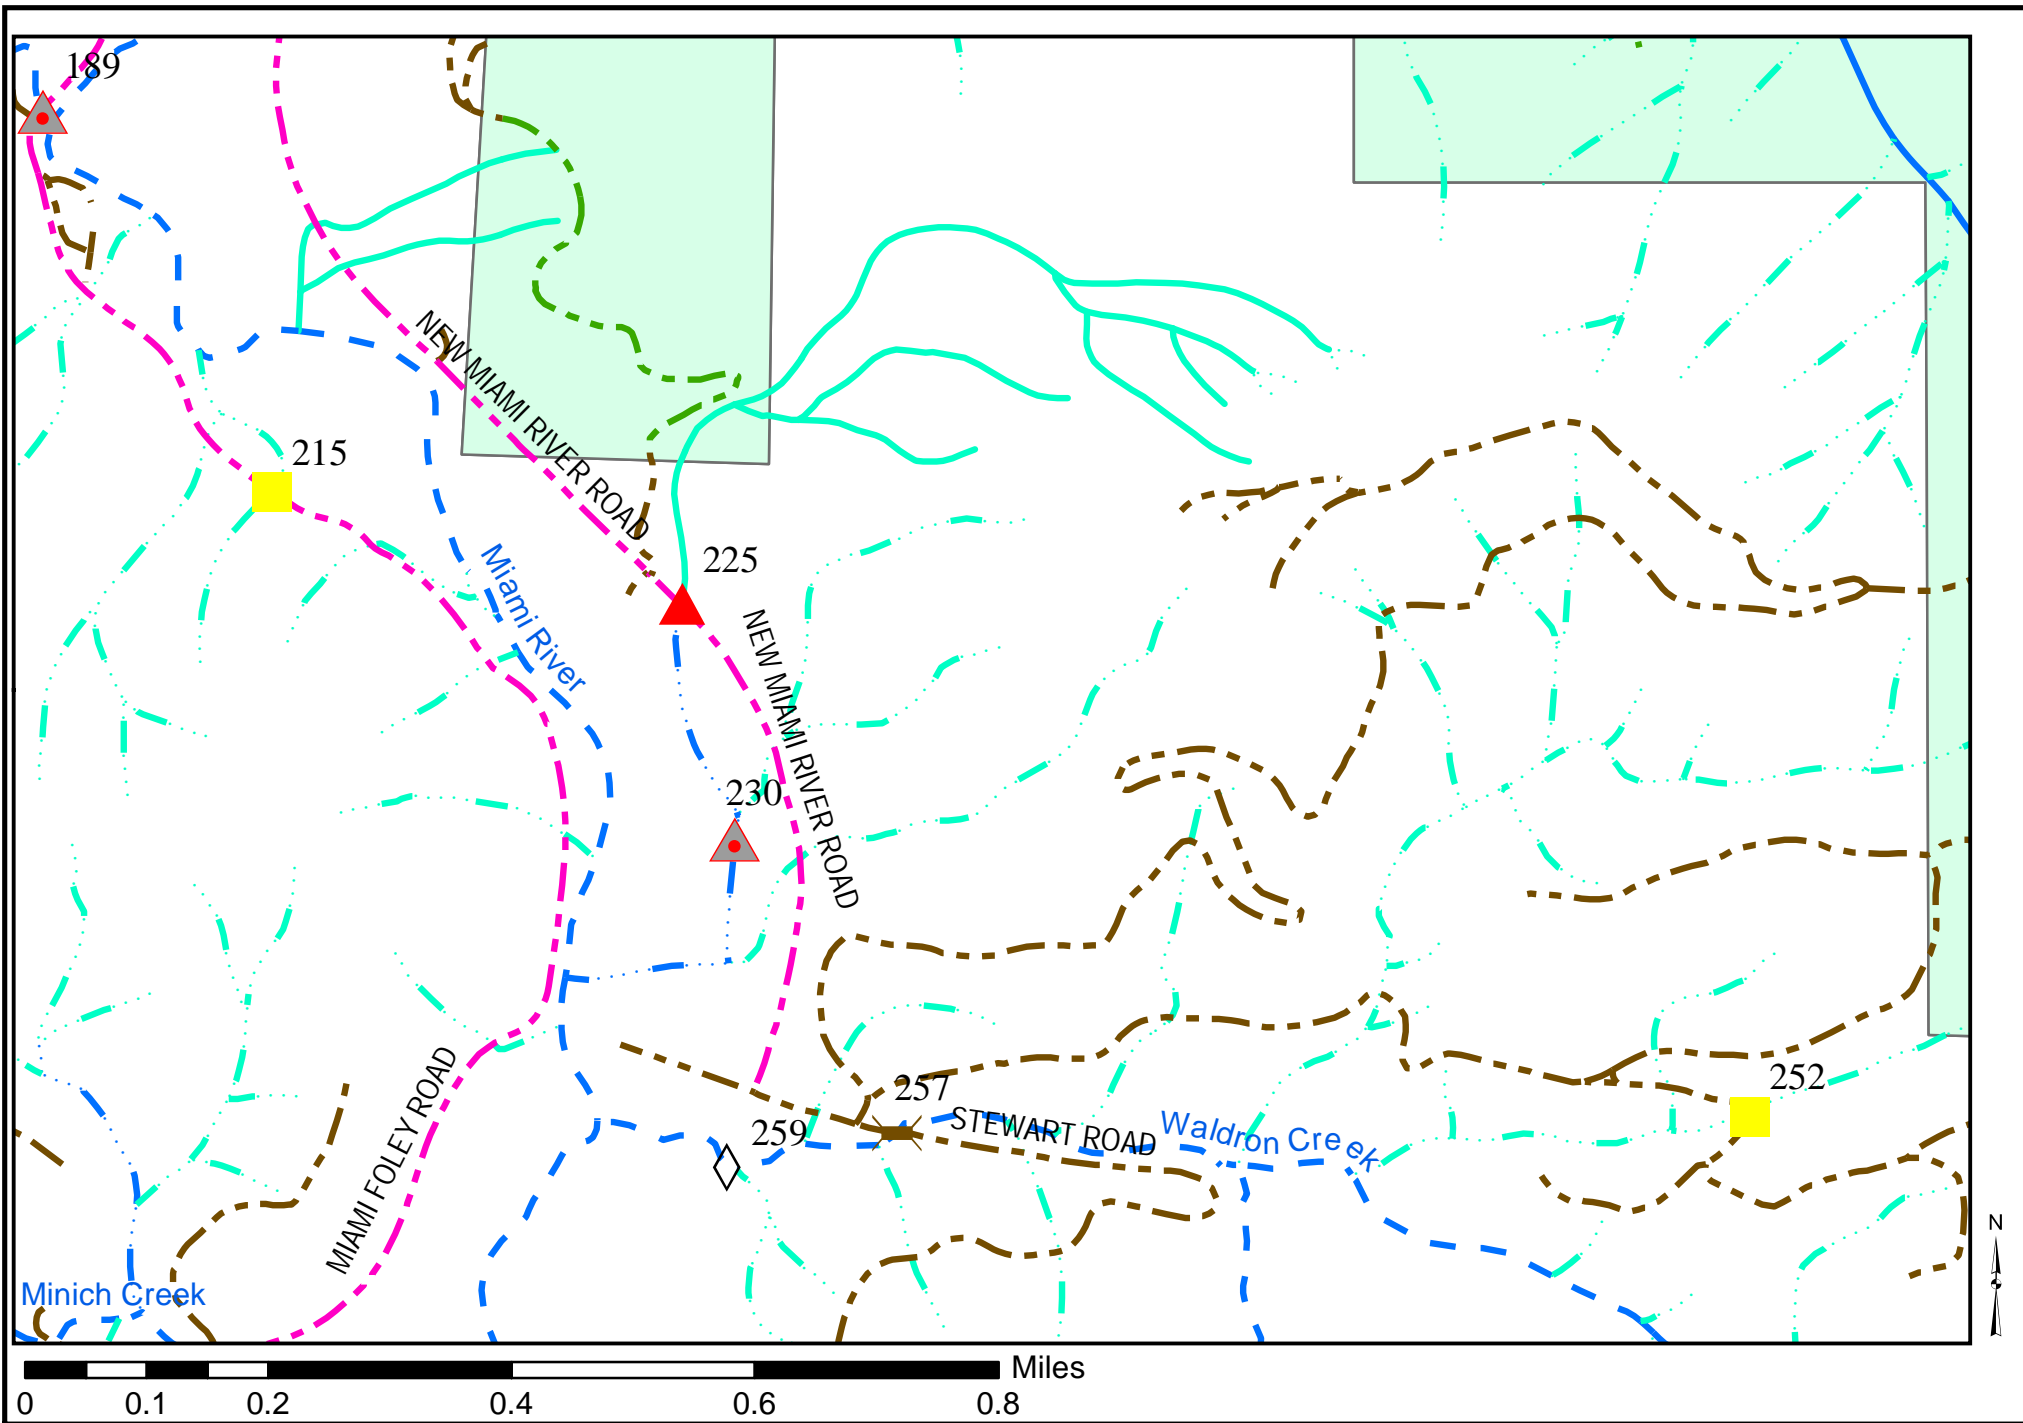 189
NEW MIAMI RIVER ROAD
215
225
Miami River
NEW MIAMI RIVER ROAD
230
MIAMI FOLEY ROAD
257
252
259
STEWART ROAD
Waldron Creek
N
Minich Creek
Miles
0 0.1 0.2 0.4 0.6 0.8